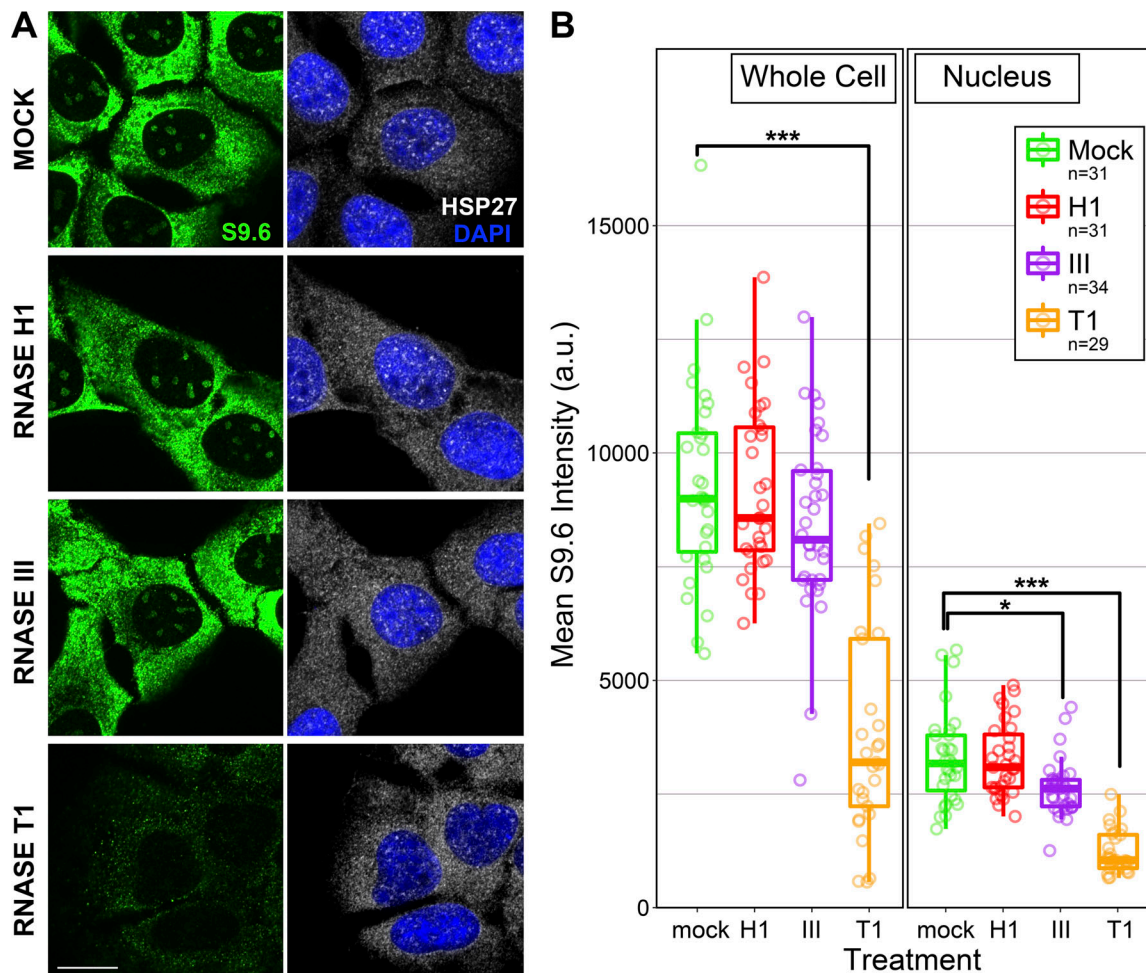 A
MOCK
S9.6
HSP27
DAPI
RNASE H1
RNASE III
RNASE T1
B
Whole Cell
Nucleus
***
***
*
Mock
n=31
H1
n=31
III
n=34
T1
n=29
Mean S9.6 Intensity (a.u.)
15000
10000
5000
0
mock H1 III T1 mock H1 III T1
Treatment